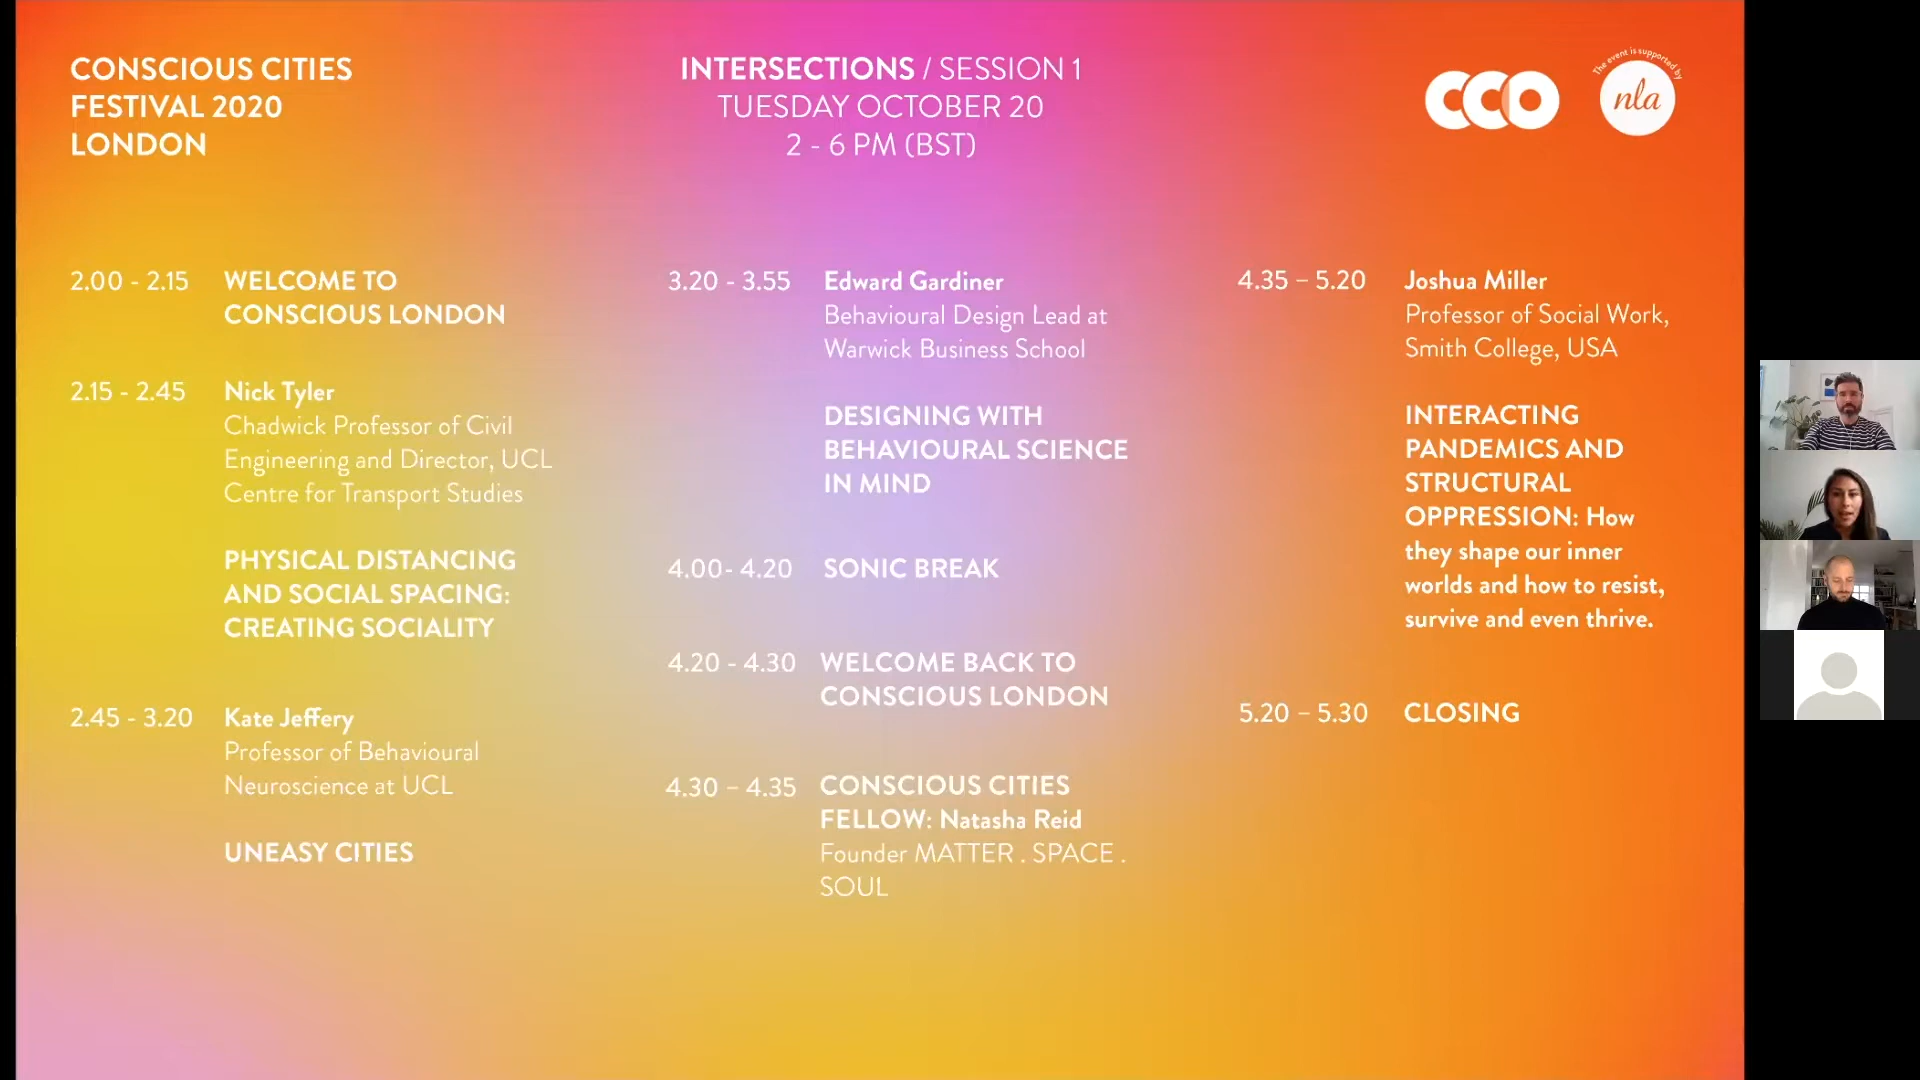 CONSCIOUS CITIES
FESTIVAL 2020
LONDON
INTERSECTIONS / SESSION 1
TUESDAY OCTOBER 20
2 - 6 PM (BST)
CCO
The event is supported by
nla
2.00 - 2.15 WELCOME TO
CONSCIOUS LONDON
2.15 - 2.45 Nick Tyler
Chadwick Professor of Civil
Engineering and Director, UCL
Centre for Transport Studies
PHYSICAL DISTANCING
AND SOCIAL SPACING:
CREATING SOCIALITY
2.45 - 3.20 Kate Jeffery
Professor of Behavioural
Neuroscience at UCL
UNEASY CITIES
3.20 - 3.55 Edward Gardiner
Behavioural Design Lead at
Warwick Business School
DESIGNING WITH
BEHAVIOURAL SCIENCE
IN MIND
4.00- 4.20 SONIC BREAK
4.20 - 4.30 WELCOME BACK TO
CONSCIOUS LONDON
4.30 – 4.35 CONSCIOUS CITIES
FELLOW: Natasha Reid
Founder MATTER . SPACE .
SOUL
4.35 – 5.20 Joshua Miller
Professor of Social Work,
Smith College, USA
INTERACTING
PANDEMICS AND
STRUCTURAL
OPPRESSION: How
they shape our inner
worlds and how to resist,
survive and even thrive.
5.20 – 5.30 CLOSING